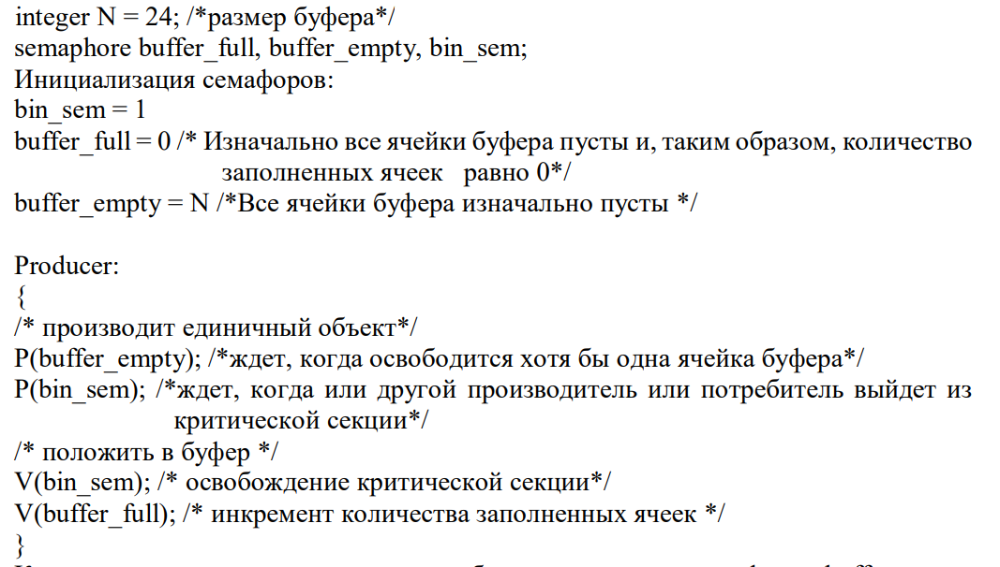 integer N = 24; /*размер буфера*/
semaphore buffer_full, buffer_empty, bin_sem;
Инициализация семафоров:
bin_sem = 1
buffer_full = 0 /* Изначально все ячейки буфера пусты и, таким образом, количество
заполненных ячеек равно 0*/
buffer_empty = N /*Все ячейки буфера изначально пусты */
Producer:
{
/* производит единичный объект*/
P(buffer_empty); /*ждет, когда освободится хотя бы одна ячейка буфера*/
P(bin_sem); /*ждет, когда или другой производитель или потребитель выйдет из
критической секции*/
/* положить в буфер */
V(bin_sem); /* освобождение критической секции*/
V(buffer_full); /* инкремент количества заполненных ячеек */
}